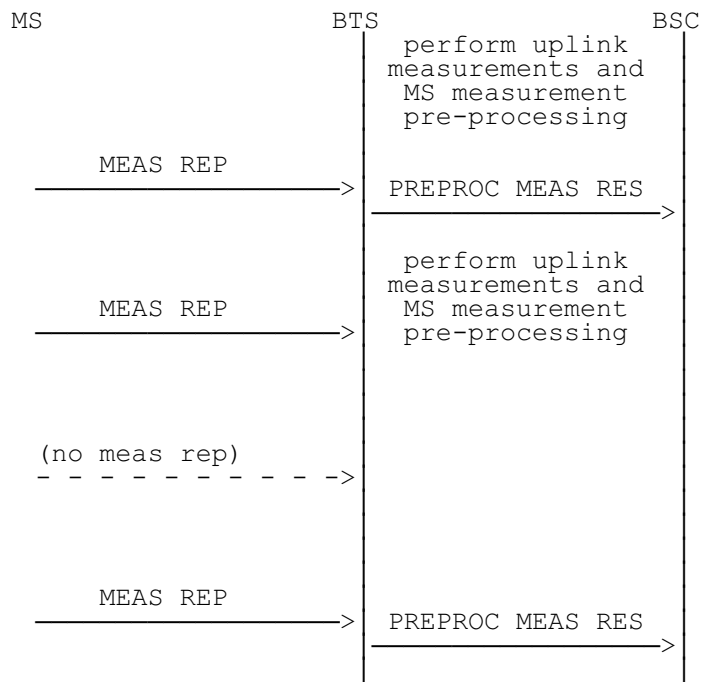 MS BTS BSC
perform uplink
measurements and
MS measurement
pre-processing
MEAS REP
PREPROC MEAS RES
perform uplink
measurements and
MEAS REP MS measurement
pre-processing
(no meas rep)
MEAS REP
PREPROC MEAS RES